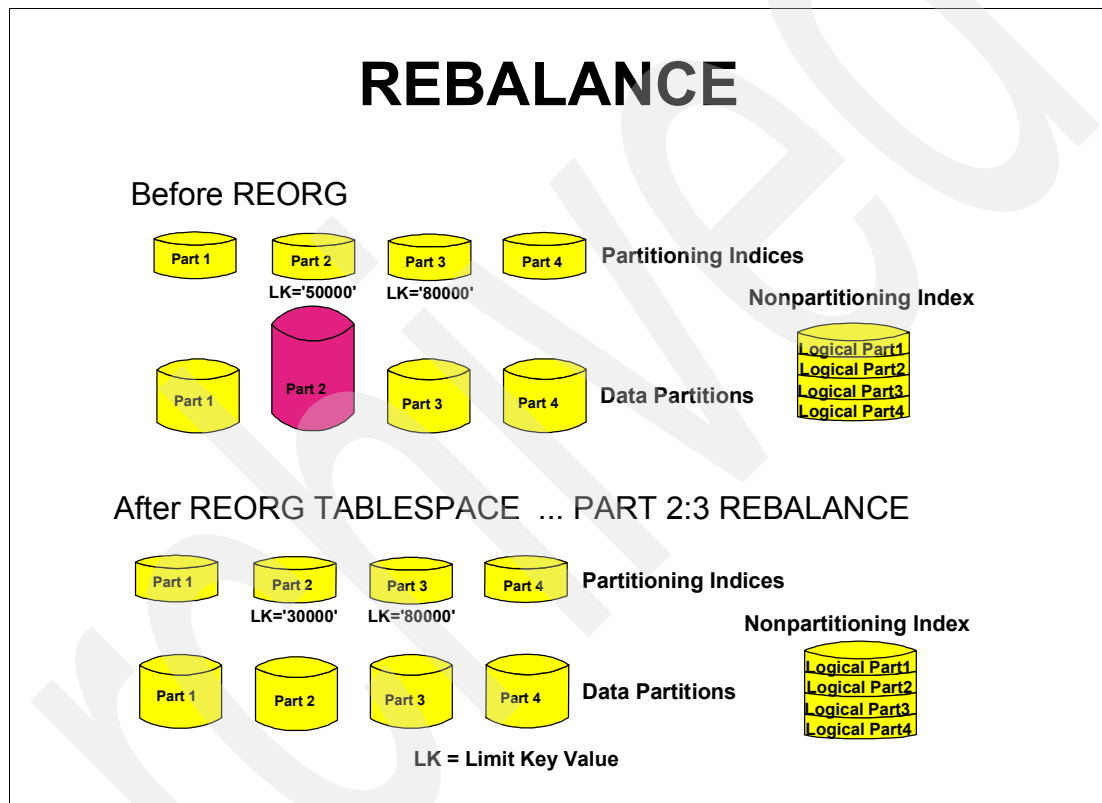 REBALANCE
Before REORG
Part 1 Part 2 Part 3 Part 4 Partitioning Indices
LK='50000' LK='80000'
Nonpartitioning Index
Part 1 Part 2 Part 3 Part 4 Data Partitions
Logical Part1
Logical Part2
Logical Part3
Logical Part4
After REORG TABLESPACE ... PART 2:3 REBALANCE
Part 1 Part 2 Part 3 Part 4 Partitioning Indices
LK='30000' LK='80000'
Nonpartitioning Index
Part 1 Part 2 Part 3 Part 4 Data Partitions
Logical Part1
Logical Part2
Logical Part3
Logical Part4
LK = Limit Key Value